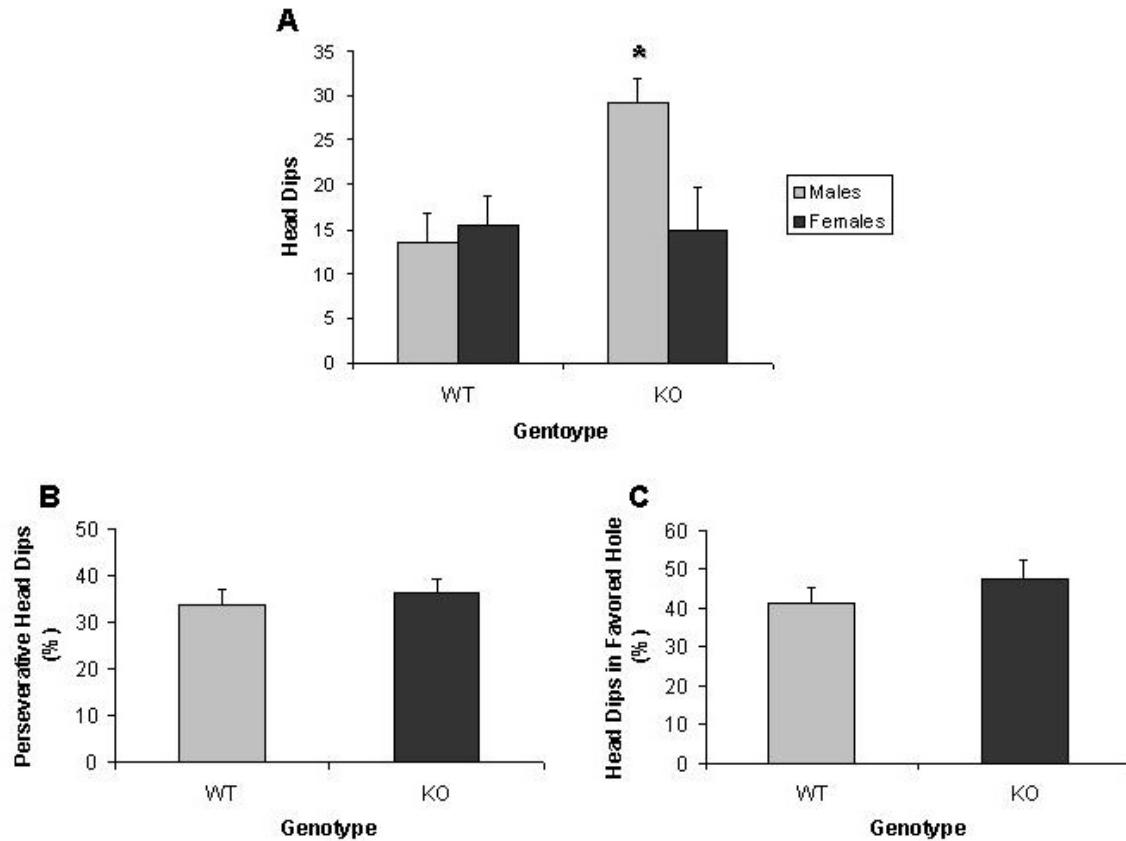 A
35
30
25
20
15
10
5
0
Head Dips
*
WT
KO
Gentoype
Males
Females
B
50
40
30
20
10
0
Perseverative Head Dips
(%)
WT
KO
Genotype
C
60
50
40
30
20
10
0
Head Dips in Favored Hole
(%)
WT
KO
Genotype